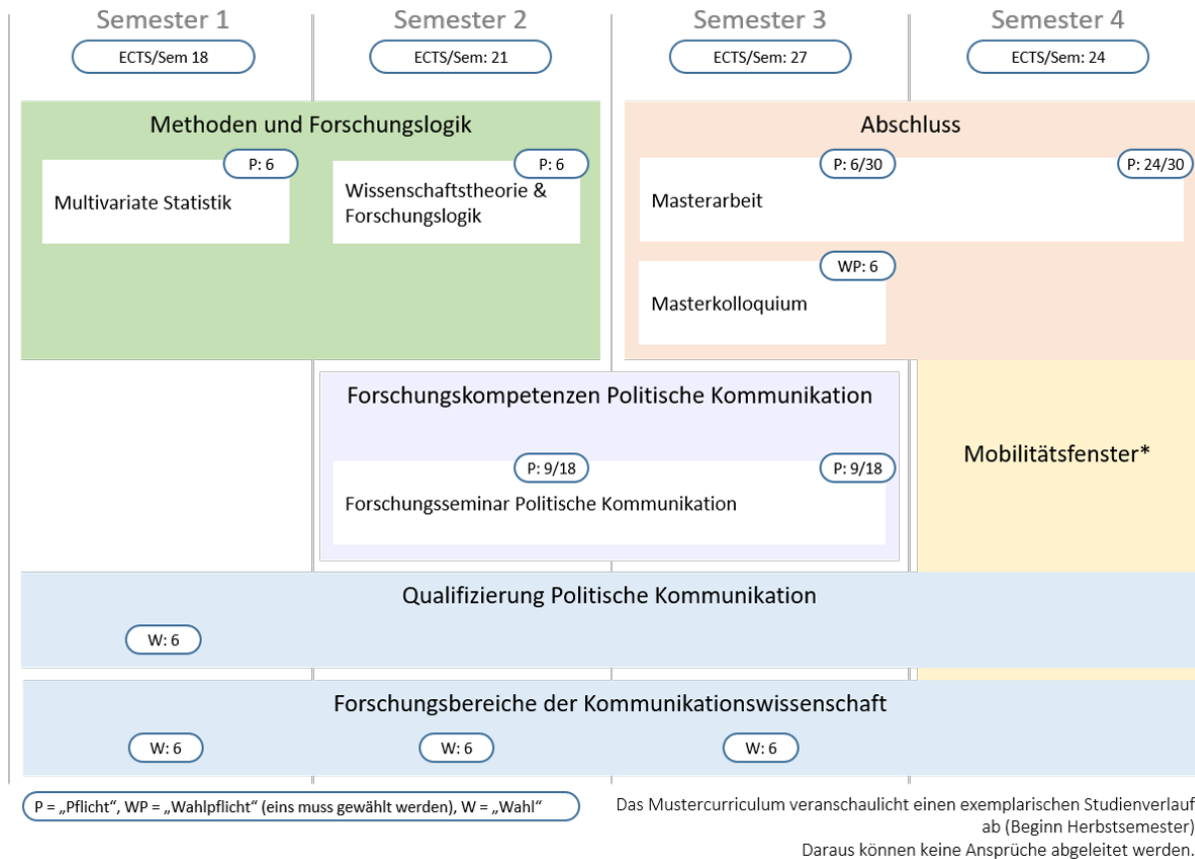 Semester 1
Semester 2
Semester 3
Semester 4
ECTS/Sem 18
ECTS/Sem: 21
ECTS/Sem: 27
ECTS/Sem: 24
Methoden und Forschungslogik
P: 6
Multivariate Statistik
P: 6
Wissenschaftstheorie &
Forschungslogik
Abschluss
P: 6/30
P: 24/30
Masterarbeit
WP: 6
Masterkolloquium
Forschungskompetenzen Politische Kommunikation
P: 9/18
P: 9/18
Forschungsseminar Politische Kommunikation
Mobilitätsfenster*
Qualifizierung Politische Kommunikation
W: 6
Forschungsbereiche der Kommunikationswissenschaft
W: 6
W: 6
W: 6
P = „Pflicht“, WP = „Wahlpflicht“ (eins muss gewählt werden), W = „Wahl“
Das Mustercurriculum veranschaulicht einen exemplarischen Studienverlauf
ab (Beginn Herbstsemester)
Daraus können keine Ansprüche abgeleitet werden.